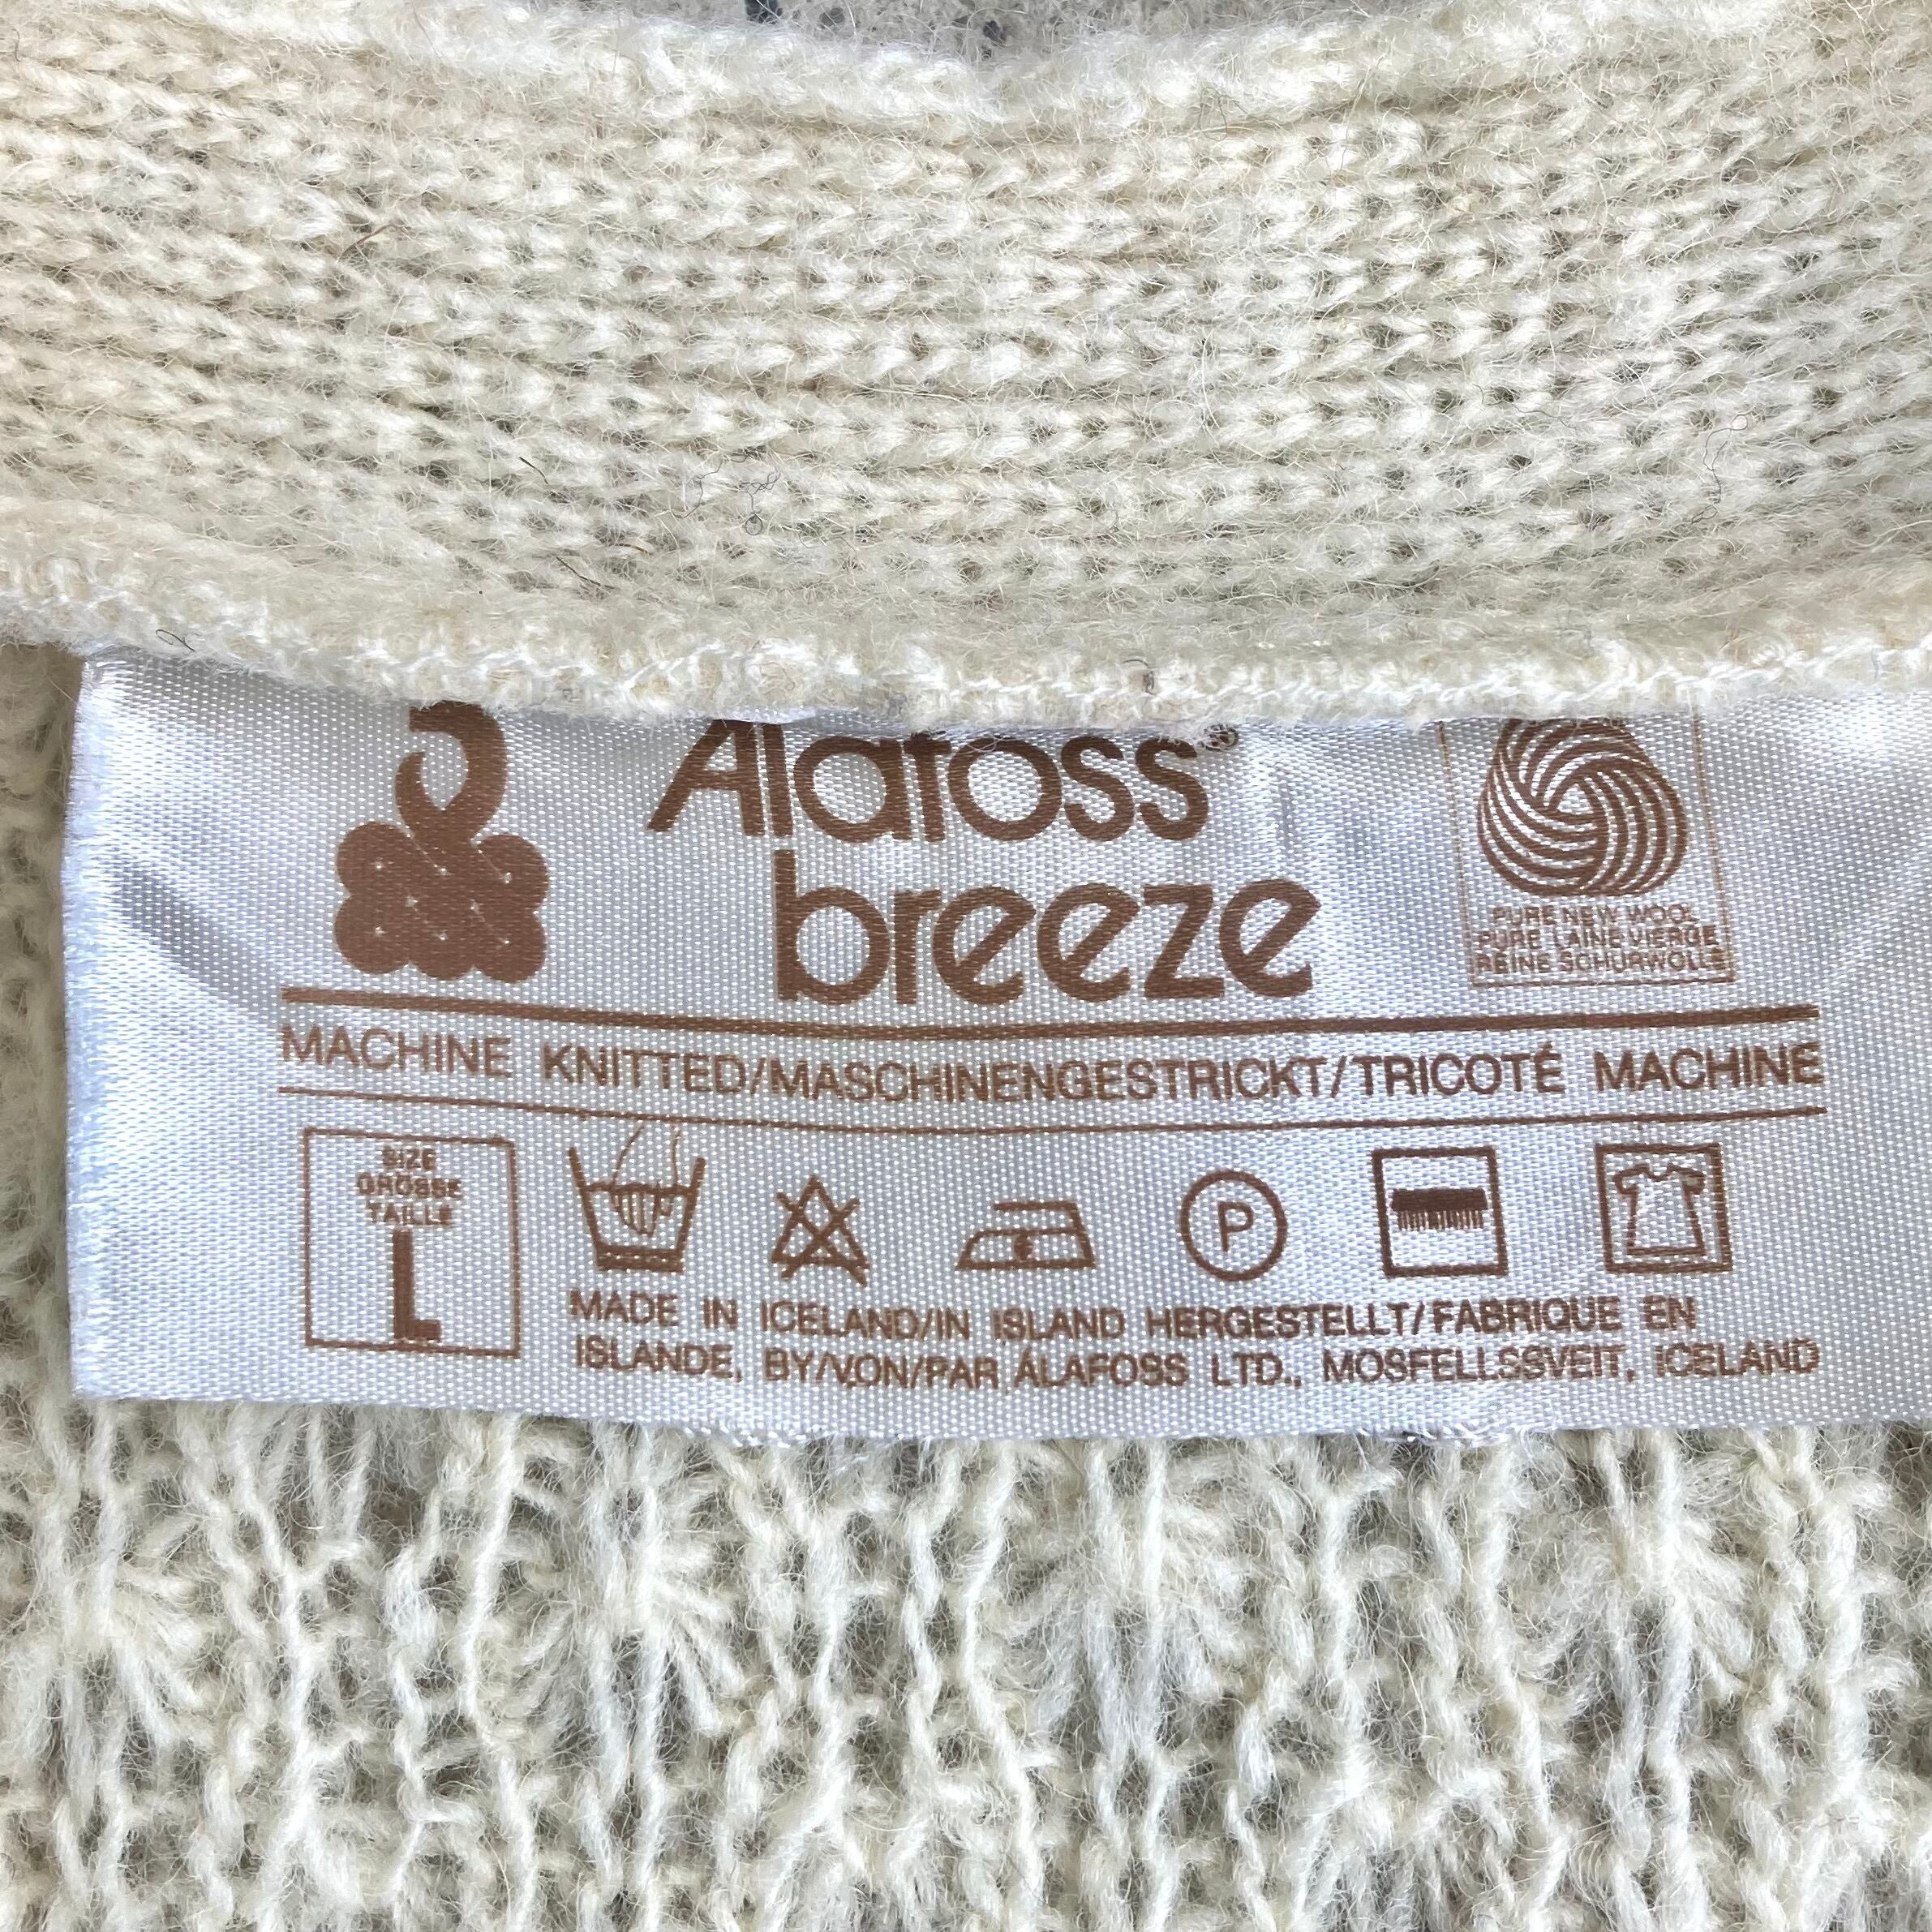 Alafoss®
breeze
PURE NEW WOOL
PURE LAINE VIERGE
REINE SCHURWOLLE
MACHINE KNITTED/MASCHINENGESTRICKT/TRICOTÉ MACHINE
SIZE
GRÖSSE
TAILLE
L
P
MADE IN ICELAND/IN ISLAND HERGESTELLT/FABRIQUE EN
ISLANDE, BY/VON/PAR ÁLAFOSS LTD., MOSFELLSSVEIT, ICELAND